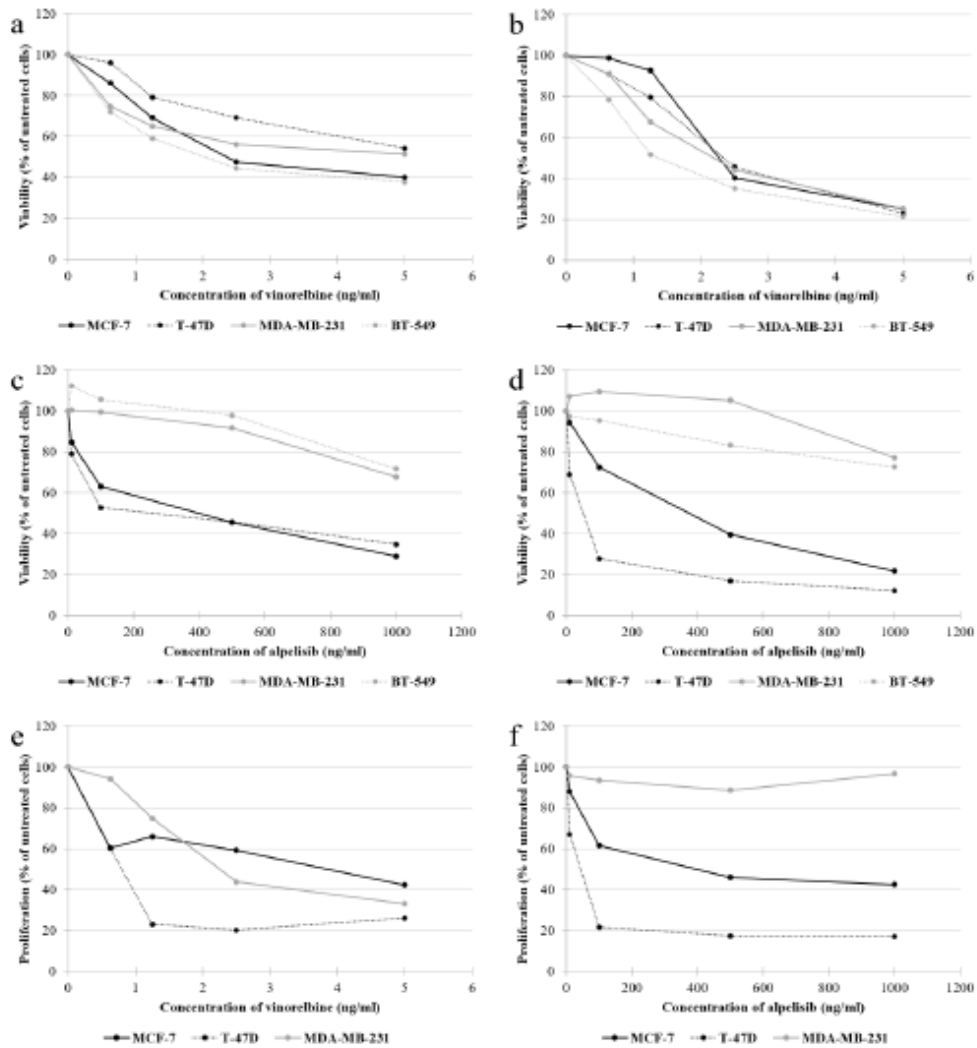 a
Viability (% of untreated cells)
120
100
80
60
40
20
0
0 1 2 3 4 5 6
Concentration of vinorelbine (ng/ml)
MCF-7 T-47D MDA-MB-231 BT-549
b
Viability (% of untreated cells)
120
100
80
60
40
20
0
0 1 2 3 4 5 6
Concentration of vinorelbine (ng/ml)
MCF-7 T-47D MDA-MB-231 BT-549
c
Viability (% of untreated cells)
120
100
80
60
40
20
0
0 200 400 600 800 1000 1200
Concentration of alpelisib (ng/ml)
MCF-7 T-47D MDA-MB-231 BT-549
d
Viability (% of untreated cells)
120
100
80
60
40
20
0
0 200 400 600 800 1000 1200
Concentration of alpelisib (ng/ml)
MCF-7 T-47D MDA-MB-231 BT-549
e
Proliferation (% of untreated cells)
120
100
80
60
40
20
0
0 1 2 3 4 5 6
Concentration of vinorelbine (ng/ml)
MCF-7 T-47D MDA-MB-231
f
Proliferation (% of untreated cells)
120
100
80
60
40
20
0
0 200 400 600 800 1000 1200
Concentration of alpelisib (ng/ml)
MCF-7 T-47D MDA-MB-231